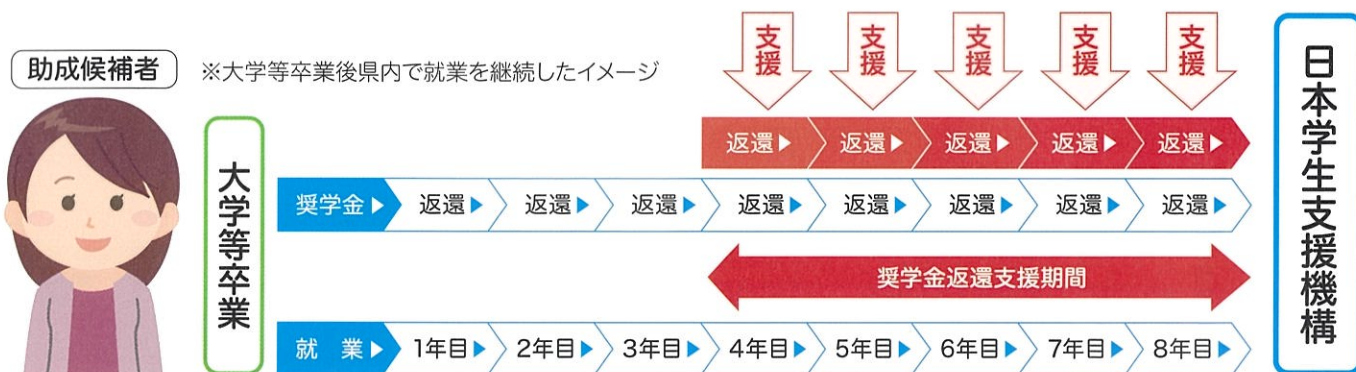 助成候補者
※大学等卒業後県内で就業を継続したイメージ
支援 支援 支援 支援 支援
大学等卒業
返還▶ 返還▶ 返還▶ 返還▶ 返還▶
奨学金▶ 返還▶ 返還▶ 返還▶ 返還▶ 返還▶ 返還▶ 返還▶ 返還▶
奨学金返還支援期間
就 業▶ 1年目▶ 2年目▶ 3年目▶ 4年目▶ 5年目▶ 6年目▶ 7年目▶ 8年目▶
日本学生支援機構